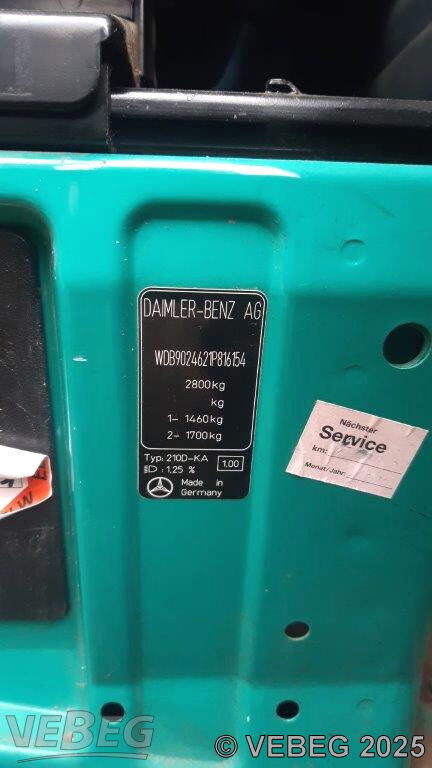 DAIMLER-BENZ AG
WDB9024621P816154
2800kg
kg
1- 1460kg
2- 1700kg
Typ: 210D-KA 1.00
: 1,25 %
Made in
Germany
Nächster
Service
km:
Monat/Jahr:
VEBEG
© VEBEG 2025